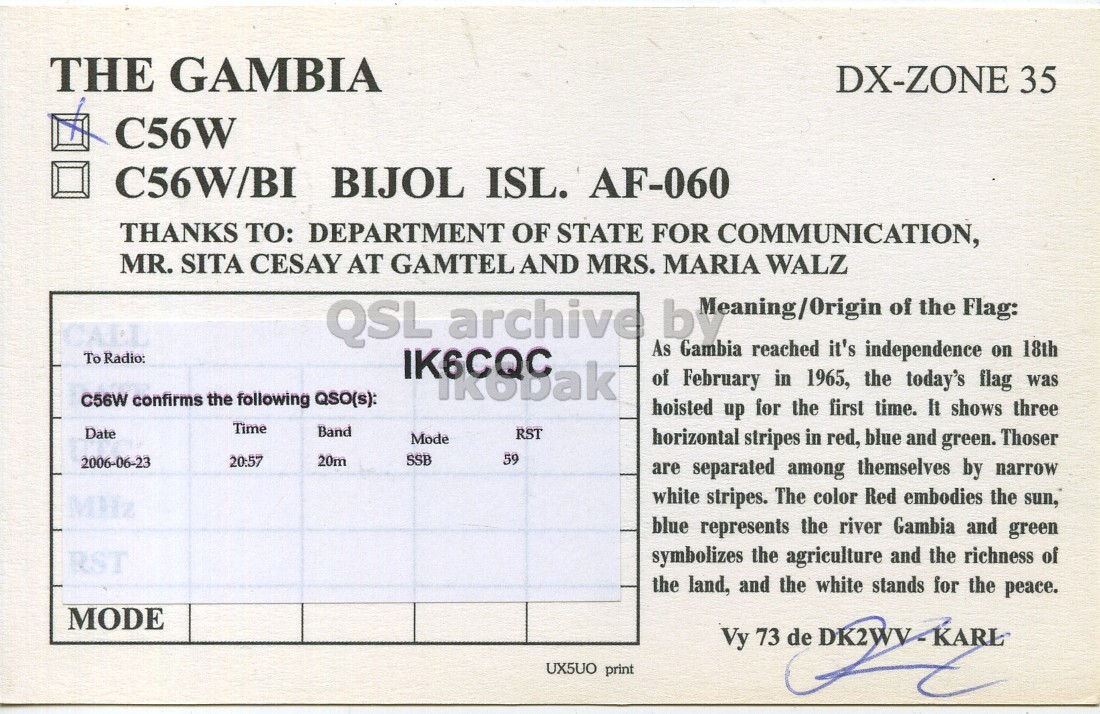 THE GAMBIA
DX-ZONE 35
C56W
C56W/BI BIJOL ISL. AF-060
THANKS TO: DEPARTMENT OF STATE FOR COMMUNICATION,
MR. SITA CESAY AT GAMTEL AND MRS. MARIA WALZ
QSL archive by
ik6bak
CALL
DATE
UTC
MHz
RST
MODE
To Radio: IK6CQC
C56W confirms the following QSO(s):
Date Time Band Mode RST
2006-06-23 20:57 20m SSB 59
Meaning/Origin of the Flag:
As Gambia reached it's independence on 18th
of February in 1965, the today's flag was
hoisted up for the first time. It shows three
horizontal stripes in red, blue and green. Thoser
are separated among themselves by narrow
white stripes. The color Red embodies the sun,
blue represents the river Gambia and green
symbolizes the agriculture and the richness of
the land, and the white stands for the peace.
Vy 73 de DK2WV - KARL
UX5UO print